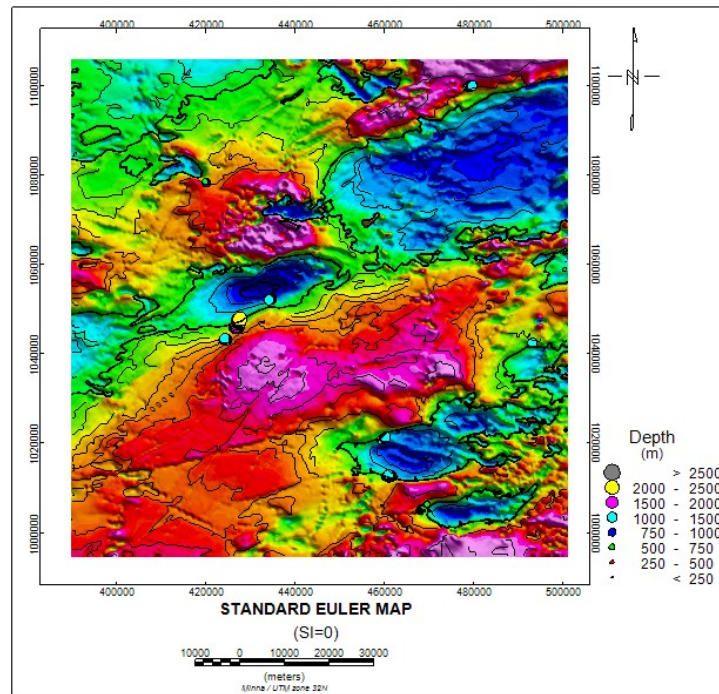 400000 420000 440000 460000 480000 500000
1100000 1100000
1080000 1080000
1060000 1060000
1040000 1040000
1020000 1020000
1000000 1000000
N
Depth
(m)
> 2500
2000 - 2500
1500 - 2000
1000 - 1500
750 - 1000
500 - 750
250 - 500
< 250
400000 420000 440000 460000 480000 500000
STANDARD EULER MAP
(SI=0)
10000 0 10000 20000 30000
(meters)
Minna / UTM zone 32N